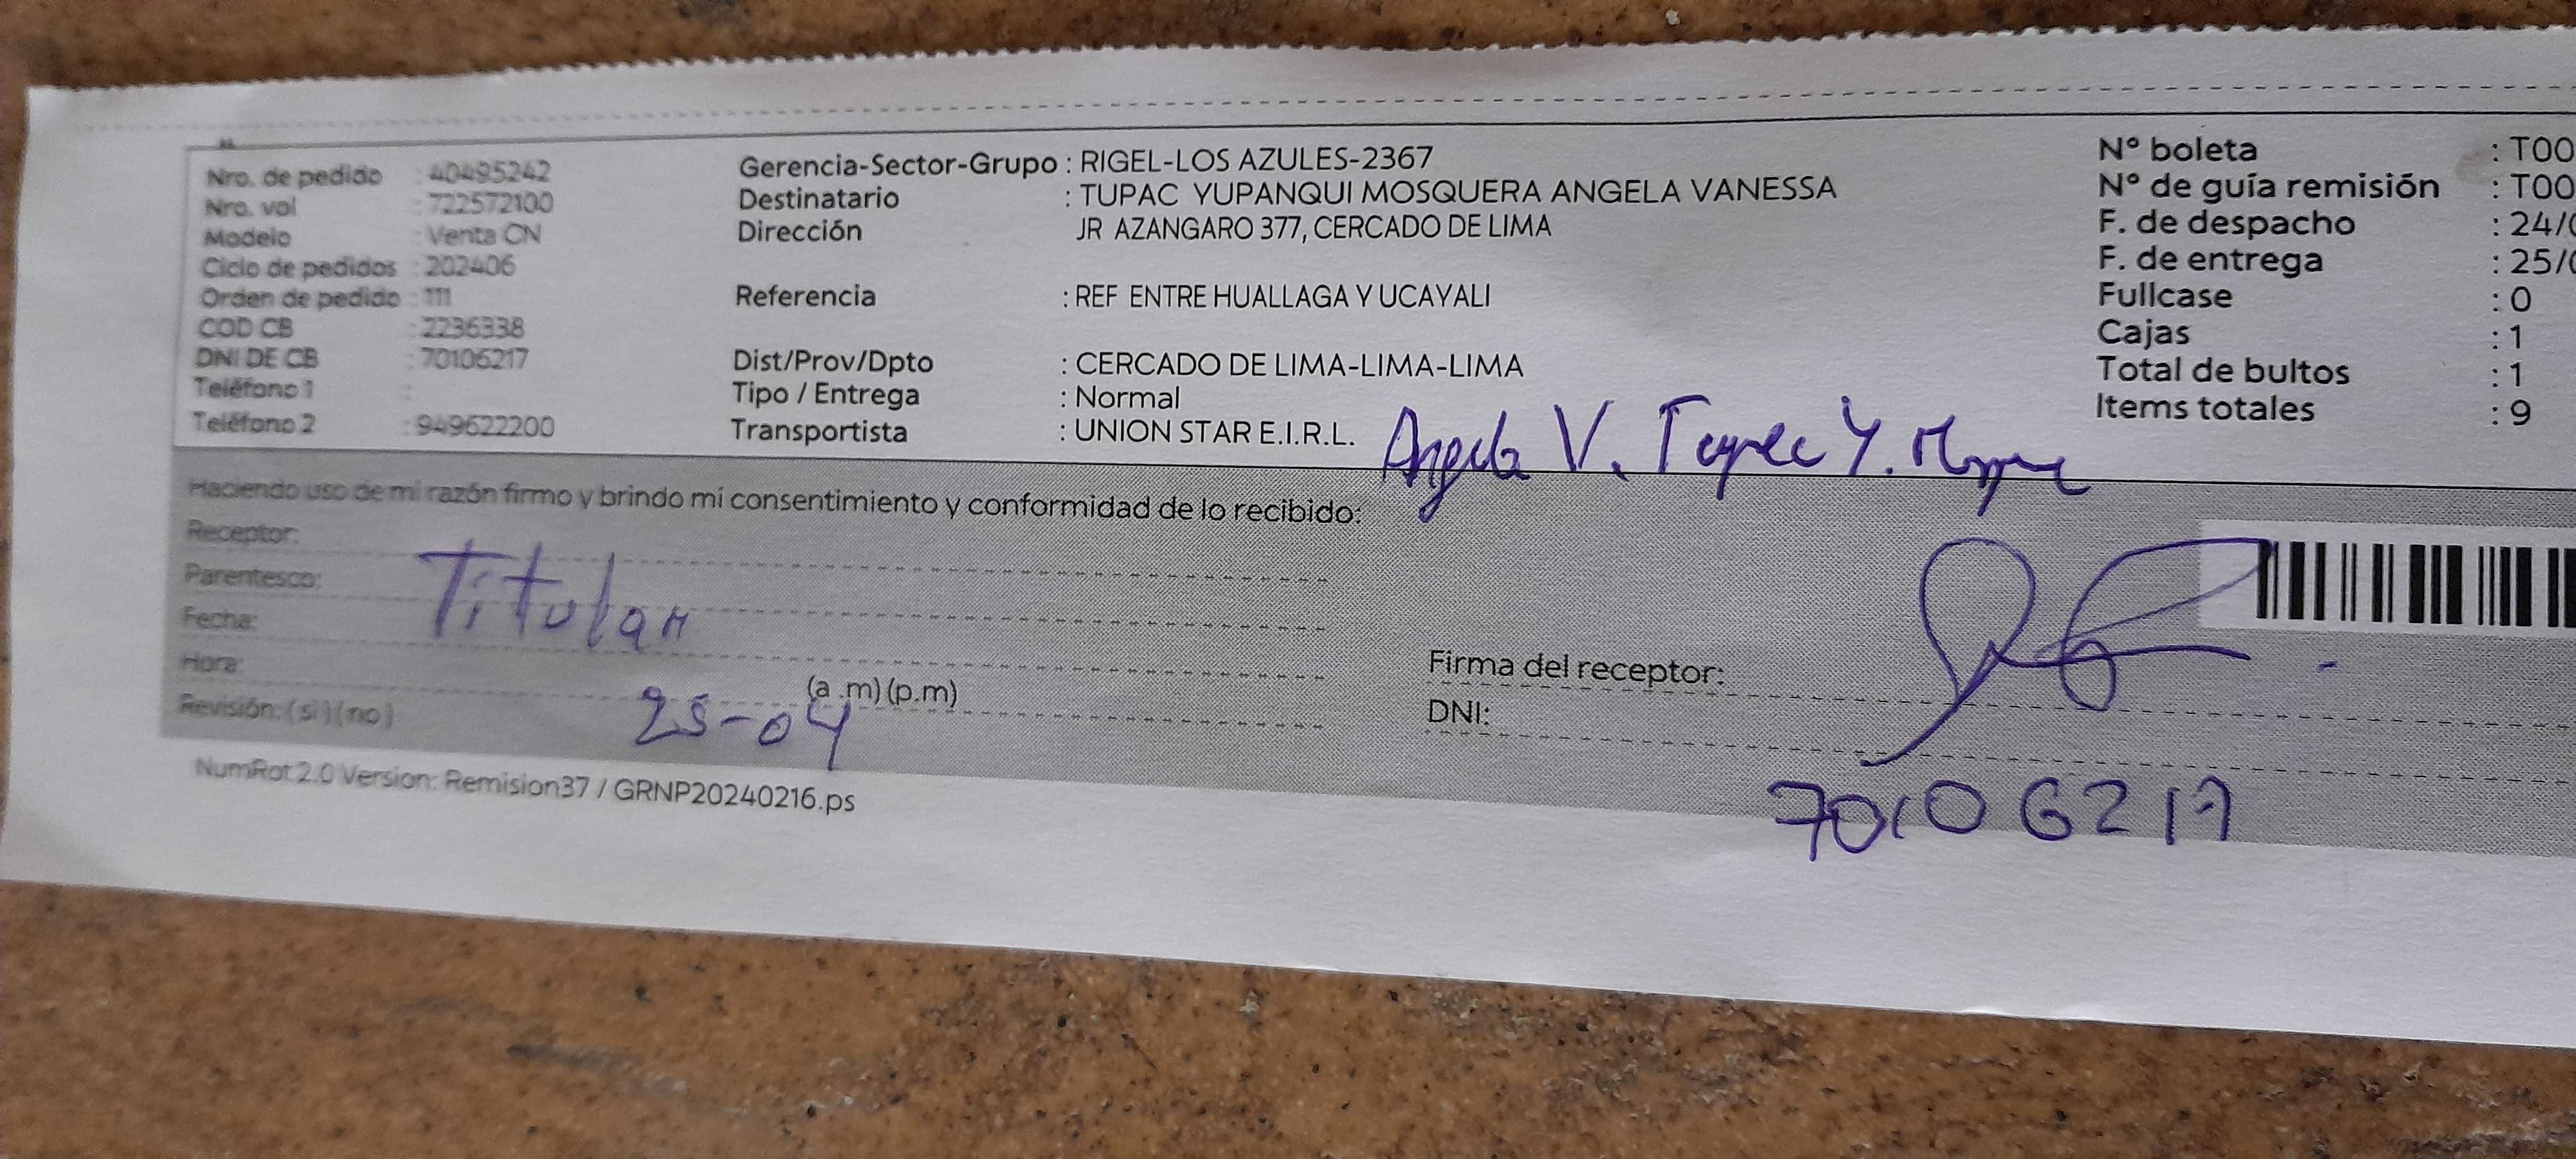 Nro. de pedido : 40495242
Nro. vol : 722572100
Modelo : Venta CN
Ciclo de pedidos : 202406
Orden de pedido : 111
COD CB : 2236338
DNI DE CB : 70106217
Teléfono 1 :
Teléfono 2 : 949622200
Gerencia-Sector-Grupo : RIGEL-LOS AZULES-2367
Destinatario : TUPAC YUPANQUI MOSQUERA ANGELA VANESSA
Dirección JR AZANGARO 377, CERCADO DE LIMA
Referencia : REF ENTRE HUALLAGA Y UCAYALI
Dist/Prov/Dpto : CERCADO DE LIMA-LIMA-LIMA
Tipo / Entrega : Normal
Transportista : UNION STAR E.I.R.L.
N° boleta : T00
N° de guía remisión : T00
F. de despacho : 24/0
F. de entrega : 25/0
Fullcase : 0
Cajas : 1
Total de bultos : 1
Items totales : 9
Angela V. Tupac Y.
Haciendo uso de mi razón firmo y brindo mi consentimiento y conformidad de lo recibido:
Receptor:
Parentesco: Titular
Fecha:
Hora: (a .m) (p.m)
Revisión: ( si ) ( no ) 25-04
Firma del receptor:
DNI:
70106217
NumRot 2.0 Version: Remision37 / GRNP20240216.ps